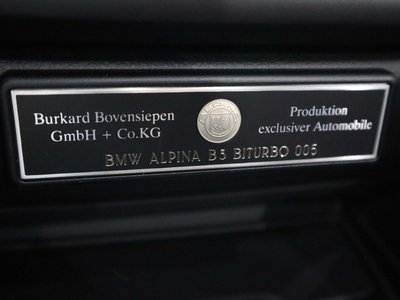 Burkard Bovensiepen
GmbH + Co.KG
Produktion
exclusiver Automobile
BMW ALPINA B5 BITURBO 005